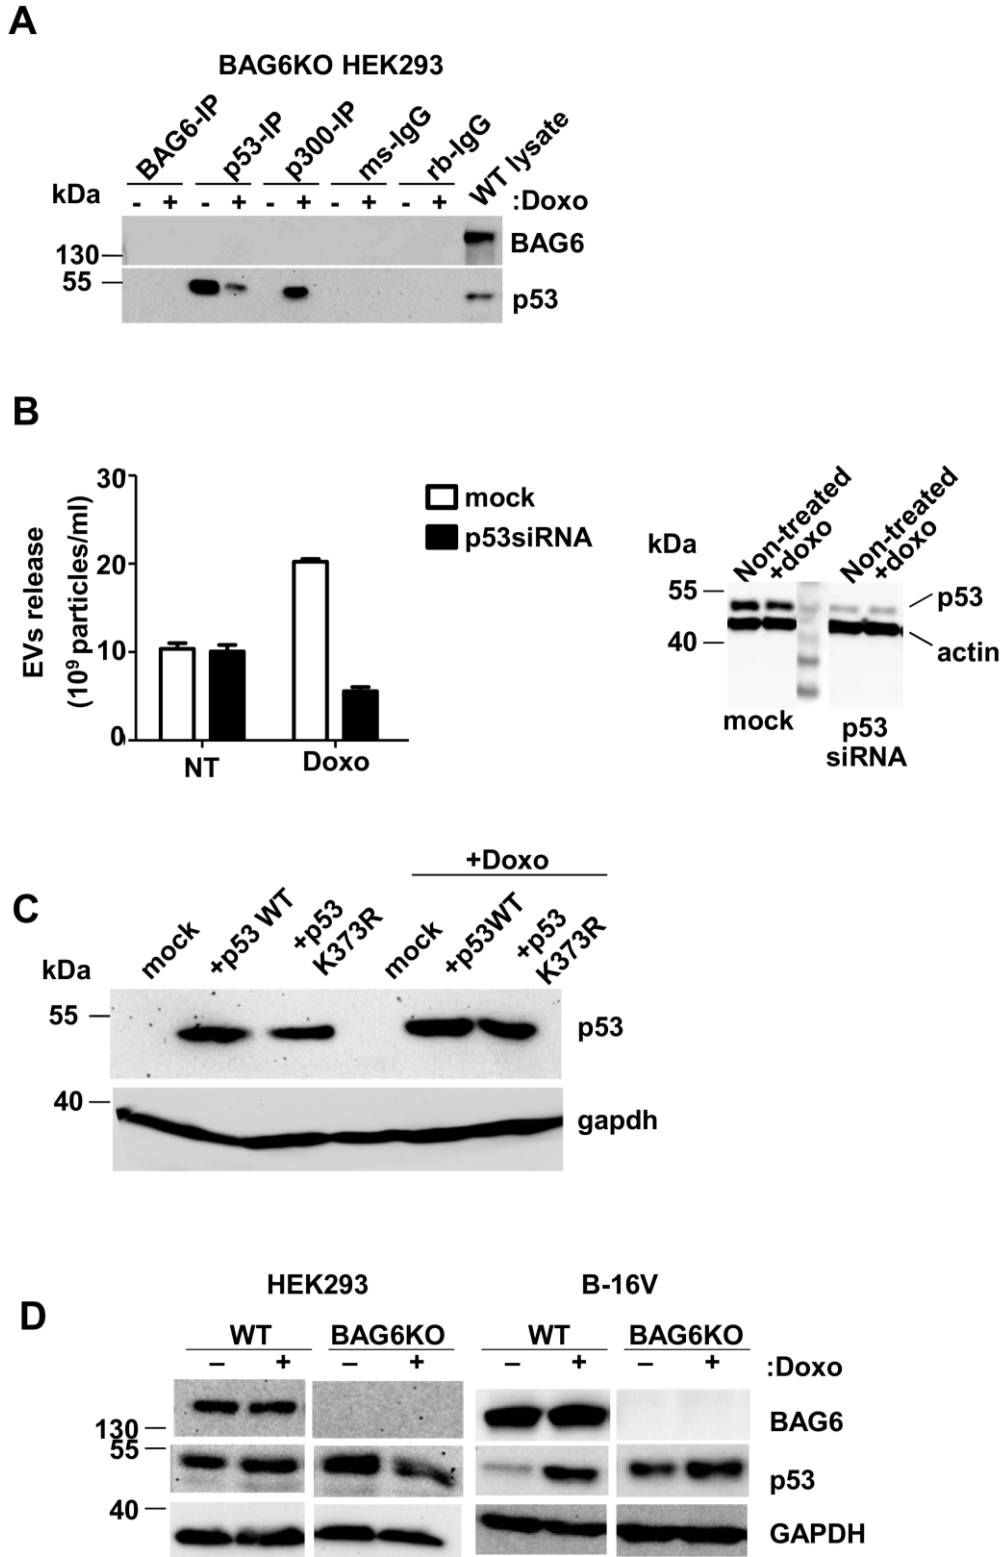 A
BAG6KO HEK293
BAG6-IP p53-IP p300-IP ms-IgG rb-IgG WT lysate
kDa - + - + - + - + - + :Doxo
130 BAG6
55 p53
B
30
20
10
0
EVs release
(10⁹ particles/ml)
NT Doxo
mock
p53siRNA
Non-treated +doxo Non-treated +doxo
kDa
55 p53
40 actin
mock p53
siRNA
+Doxo
C
mock +p53 WT +p53 K373R mock +p53WT +p53 K373R
kDa
55 p53
40 gapdh
D
HEK293 B-16V
WT BAG6KO WT BAG6KO
– + – + – + – + :Doxo
130 BAG6
55 p53
40 GAPDH